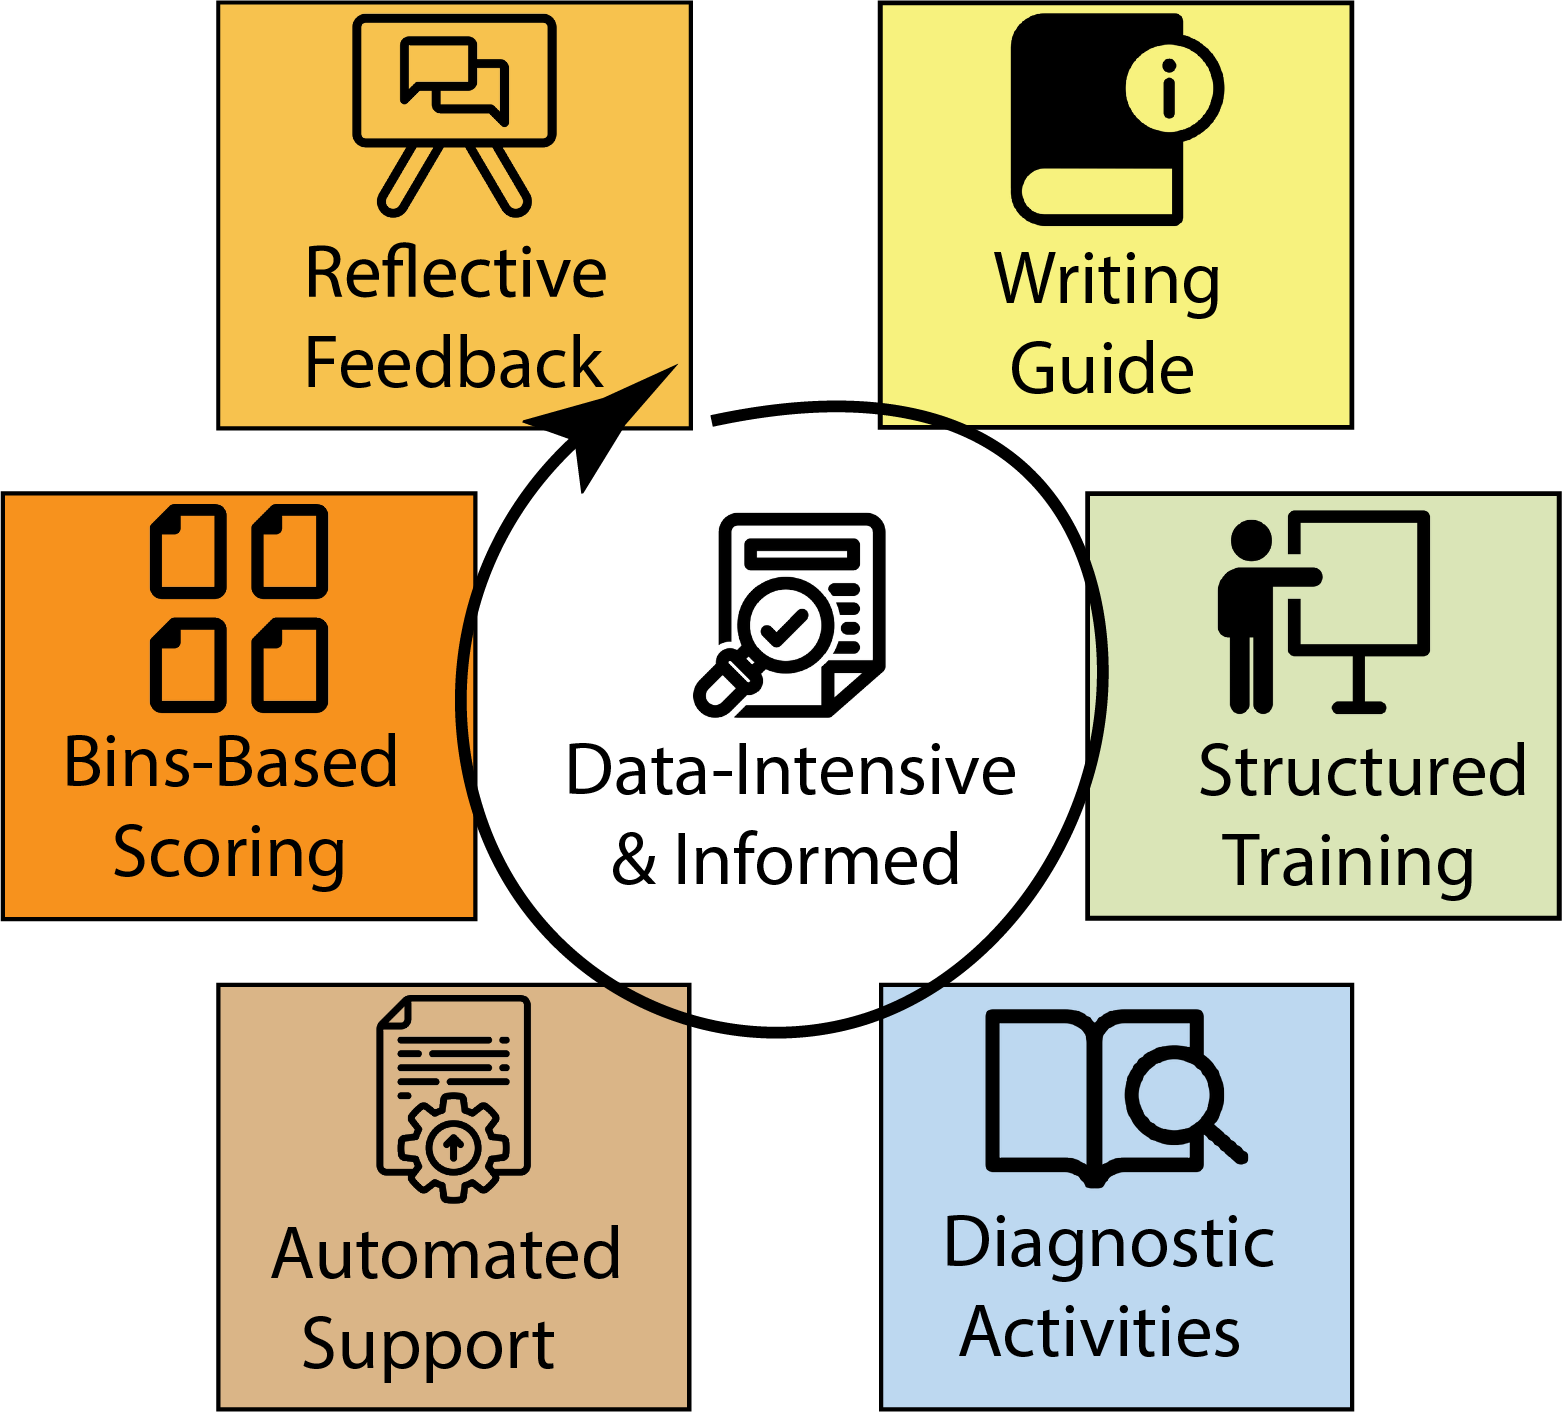 Reflective
Feedback
Writing
Guide
Bins-Based
Scoring
Data-Intensive
& Informed
Structured
Training
Automated
Support
Diagnostic
Activities